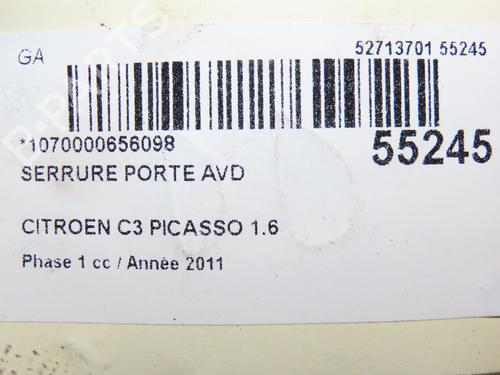 GA
52713701 55245
*1070000656098
55245
SERRURE PORTE AVD
CITROEN C3 PICASSO 1.6
Phase 1 cc / Année 2011